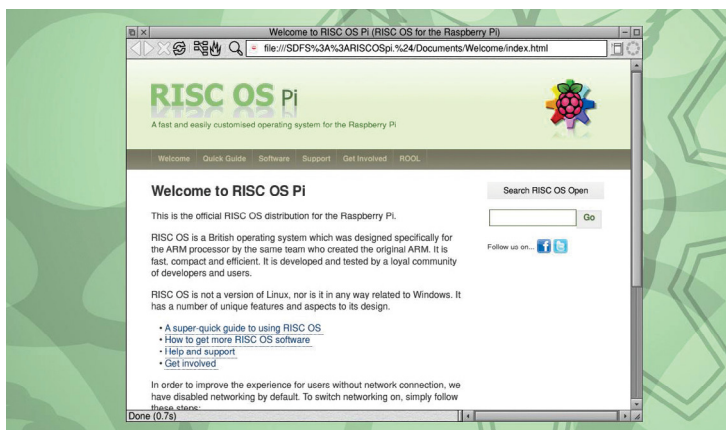 Welcome to RISC OS Pi (RISC OS for the Raspberry Pi)
file:///SDFS%3A%3ARISCOSpi.%24/Documents/Welcome/index.html
RISC OS Pi
A fast and easily customised operating system for the Raspberry Pi
Welcome Quick Guide Software Support Get Involved ROOL
Welcome to RISC OS Pi
This is the official RISC OS distribution for the Raspberry Pi.
RISC OS is a British operating system which was designed specifically for
the ARM processor by the same team who created the original ARM. It is
fast, compact and efficient. It is developed and tested by a loyal community
of developers and users.
RISC OS is not a version of Linux, nor is it in any way related to Windows. It
has a number of unique features and aspects to its design.
• A super-quick guide to using RISC OS
• How to get more RISC OS software
• Help and support
• Get involved
In order to improve the experience for users without network connection, we
have disabled networking by default. To switch networking on, simply follow
these steps:
Search RISC OS Open
Go
Follow us on...
Done (0.7s)